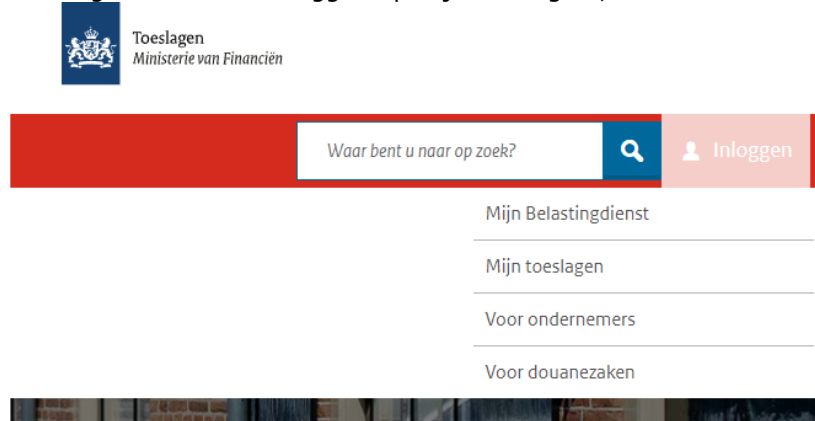 Toeslagen
Ministerie van Financiën
Waar bent u naar op zoek?
Inloggen
Mijn Belastingdienst
Mijn toeslagen
Voor ondernemers
Voor douanezaken